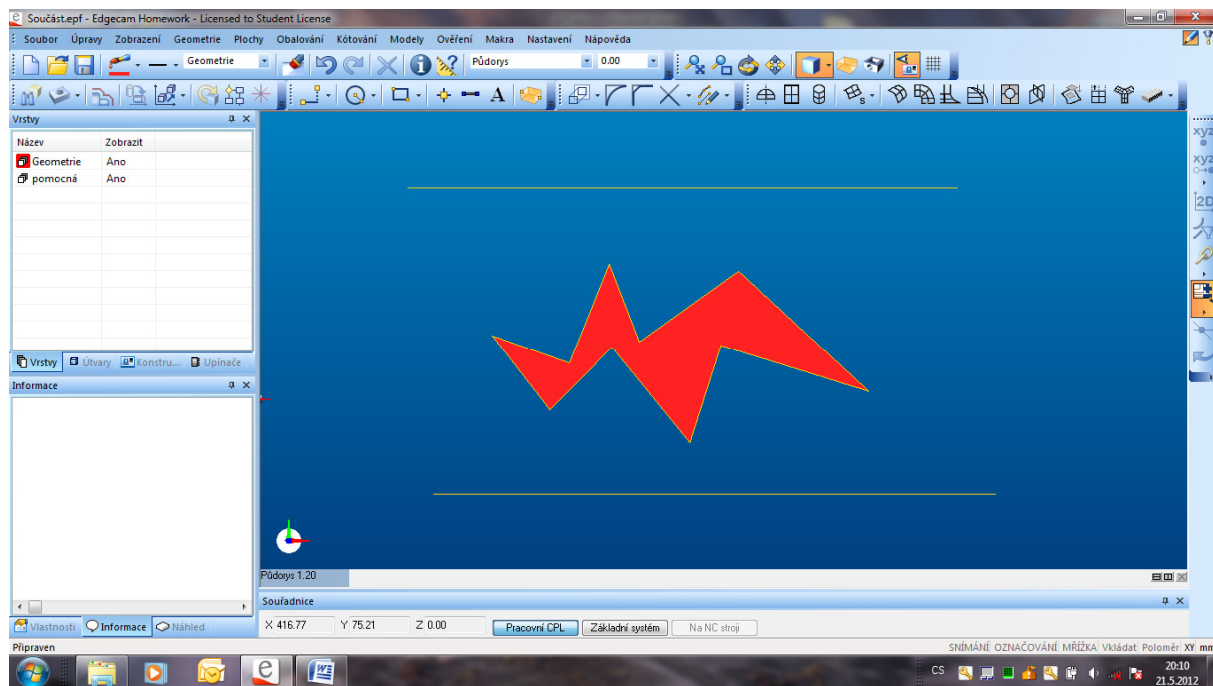 Součást.epf - Edgecam Homework - Licensed to Student License
Soubor Úpravy Zobrazení Geometrie Plochy Obalování Kótování Modely Ověření Makra Nastavení Nápověda
Geometrie Půdorys 0.00
Vrstvy
Název Zobrazit
Geometrie Ano
pomocná Ano
Vrstvy Útvary Konstru... Upínače
Informace
xyz
xyz
2D
Půdorys 1.20
Souřadnice
Vlastnosti Informace Náhled
X 416.77 Y 75.21 Z 0.00 Pracovní CPL Základní systém Na NC stroji
Připraven
SNÍMÁNÍ OZNAČOVÁNÍ MŘÍŽKA Vkládat Poloměr XY mm
CS 20:10
21.5.2012